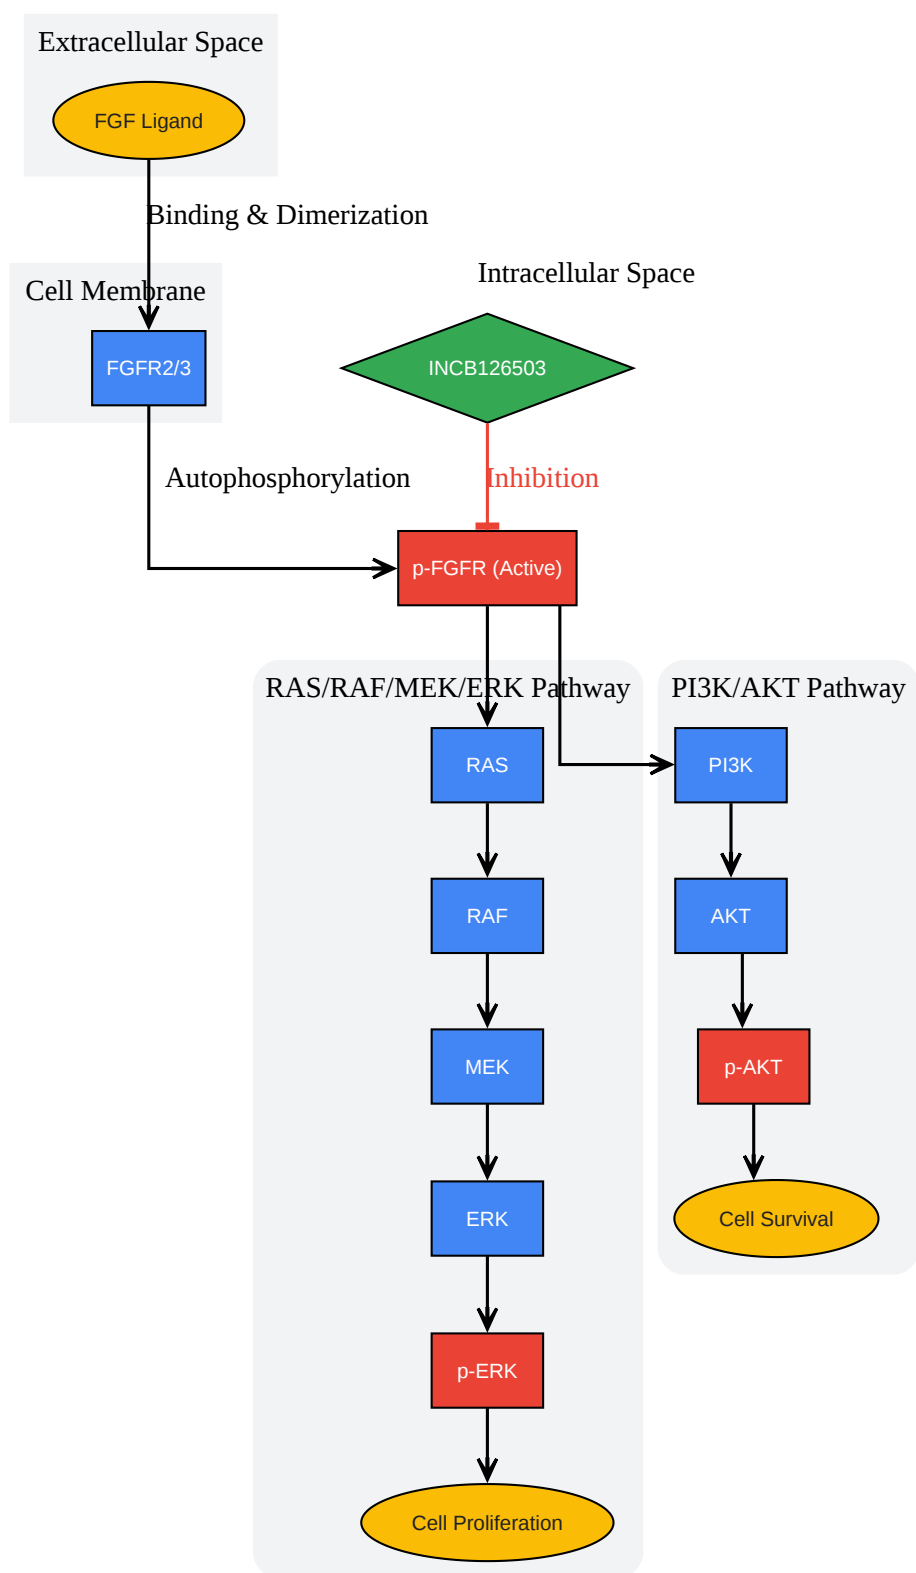 Extracellular Space
FGF Ligand
Binding & Dimerization
Cell Membrane
FGFR2/3
Intracellular Space
INCB126503
Autophosphorylation
Inhibition
p-FGFR (Active)
RAS/RAF/MEK/ERK Pathway
RAS
RAF
MEK
ERK
p-ERK
Cell Proliferation
PI3K/AKT Pathway
PI3K
AKT
p-AKT
Cell Survival